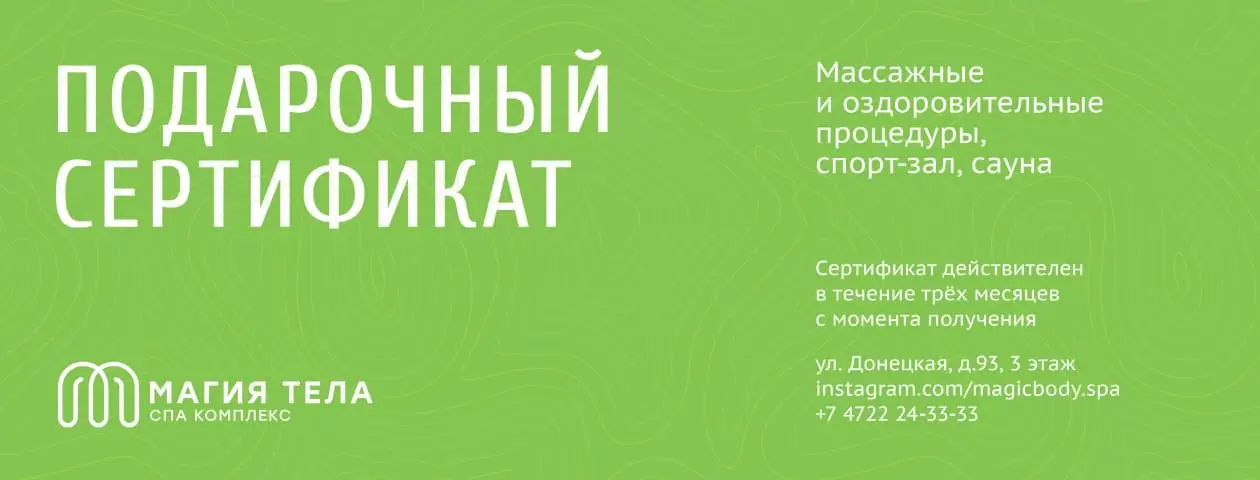 ПОДАРОЧНЫЙ
СЕРТИФИКАТ
МАГИЯ ТЕЛА
СПА КОМПЛЕКС
Массажные
и оздоровительные
процедуры,
спорт-зал, сауна
Сертификат действителен
в течение трёх месяцев
с момента получения
ул. Донецкая, д.93, 3 этаж
instagram.com/magicbody.spa
+7 4722 24-33-33